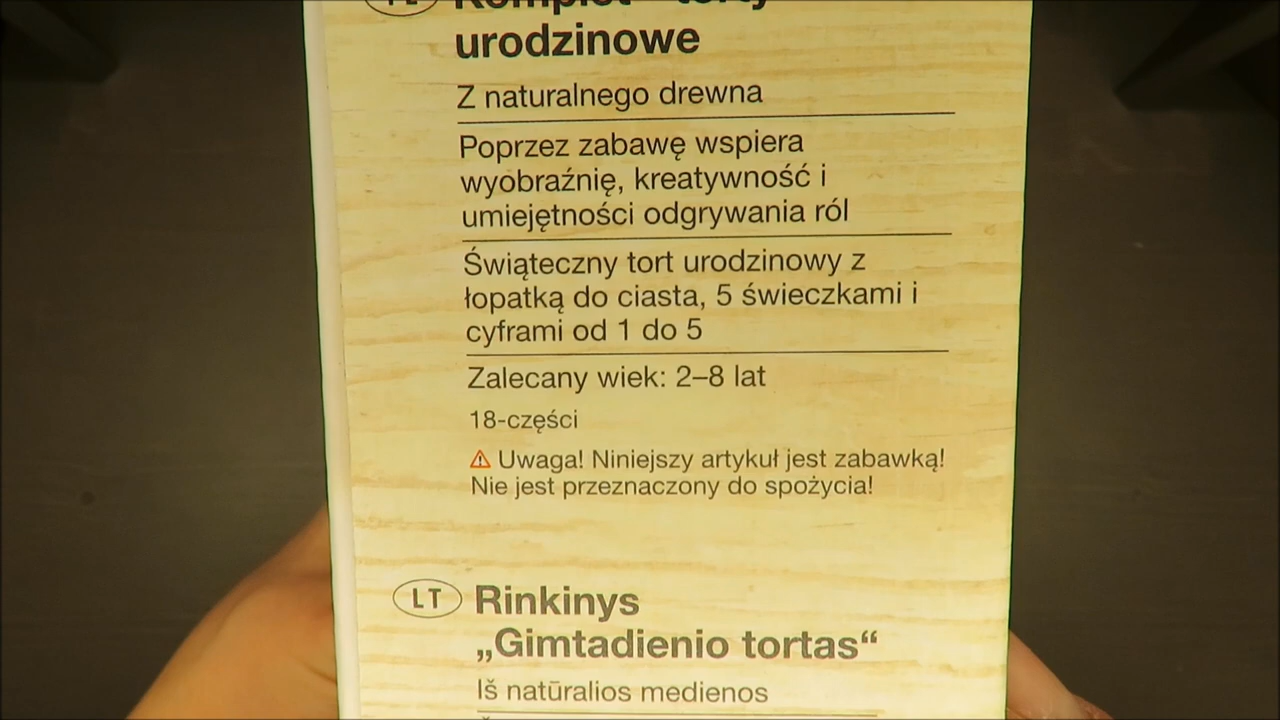 urodzinowe
Z naturalnego drewna
Poprzez zabawę wspiera
wyobraźnię, kreatywność i
umiejętności odgrywania ról
Świąteczny tort urodzinowy z
łopatką do ciasta, 5 świeczkami i
cyframi od 1 do 5
Zalecany wiek: 2–8 lat
18-części
⚠ Uwaga! Niniejszy artykuł jest zabawką!
Nie jest przeznaczony do spożycia!
LT Rinkinys
„Gimtadienio tortas“
Iš natūralios medienos